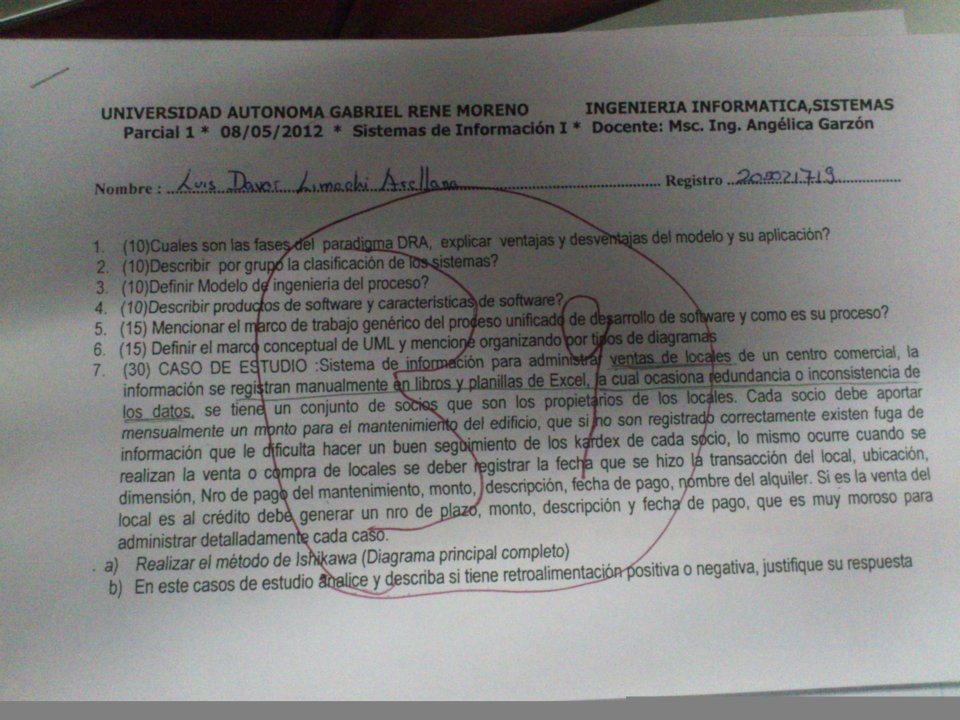 UNIVERSIDAD AUTONOMA GABRIEL RENE MORENO INGENIERIA INFORMATICA,SISTEMAS
Parcial 1 * 08/05/2012 * Sistemas de Información I * Docente: Msc. Ing. Angélica Garzón
Nombre : Luis Davor Limachi Arellano Registro 200021719
1. (10)Cuales son las fases del paradigma DRA, explicar ventajas y desventajas del modelo y su aplicación?
2. (10)Describir por grupo la clasificación de los sistemas?
3. (10)Definir Modelo de ingenieria del proceso?
4. (10)Describir productos de software y características de software?
5. (15) Mencionar el marco de trabajo genérico del proceso unificado de desarrollo de software y como es su proceso?
6. (15) Definir el marco conceptual de UML y mencione organizando por tipos de diagramas
7. (30) CASO DE ESTUDIO :Sistema de información para administrar ventas de locales de un centro comercial, la
información se registran manualmente en libros y planillas de Excel, la cual ocasiona redundancia o inconsistencia de
los datos, se tiene un conjunto de socios que son los propietarios de los locales. Cada socio debe aportar
mensualmente un monto para el mantenimiento del edificio, que si no son registrado correctamente existen fuga de
información que le dificulta hacer un buen seguimiento de los kardex de cada socio, lo mismo ocurre cuando se
realizan la venta o compra de locales se deber registrar la fecha que se hizo la transacción del local, ubicación,
dimensión, Nro de pago del mantenimiento, monto, descripción, fecha de pago, nombre del alquiler. Si es la venta del
local es al crédito debe generar un nro de plazo, monto, descripción y fecha de pago, que es muy moroso para
administrar detalladamente cada caso.
a) Realizar el método de Ishikawa (Diagrama principal completo)
b) En este casos de estudio analice y describa si tiene retroalimentación positiva o negativa, justifique su respuesta
39